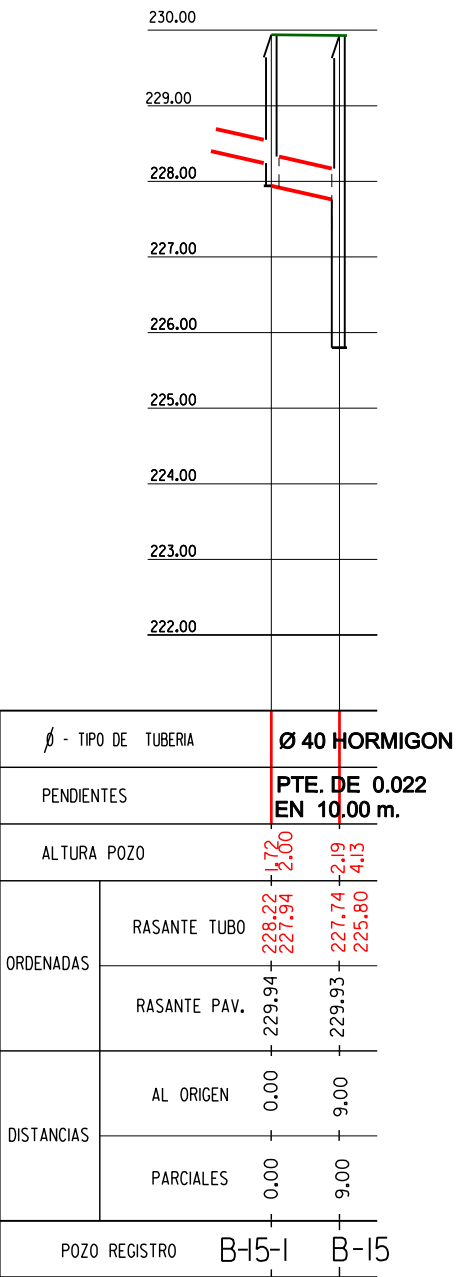 230.00
229.00
228.00
227.00
226.00
225.00
224.00
223.00
222.00
Ø - TIPO DE TUBERIA
Ø 40 HORMIGON
PENDIENTES
PTE. DE 0.022
EN 10.00 m.
ALTURA POZO
1.72
2.00
2.19
4.13
ORDENADAS
RASANTE TUBO
228.22
227.94
227.74
225.80
RASANTE PAV.
229.94
229.93
DISTANCIAS
AL ORIGEN
0.00
9.00
PARCIALES
0.00
9.00
POZO REGISTRO
B-15-1
B-15